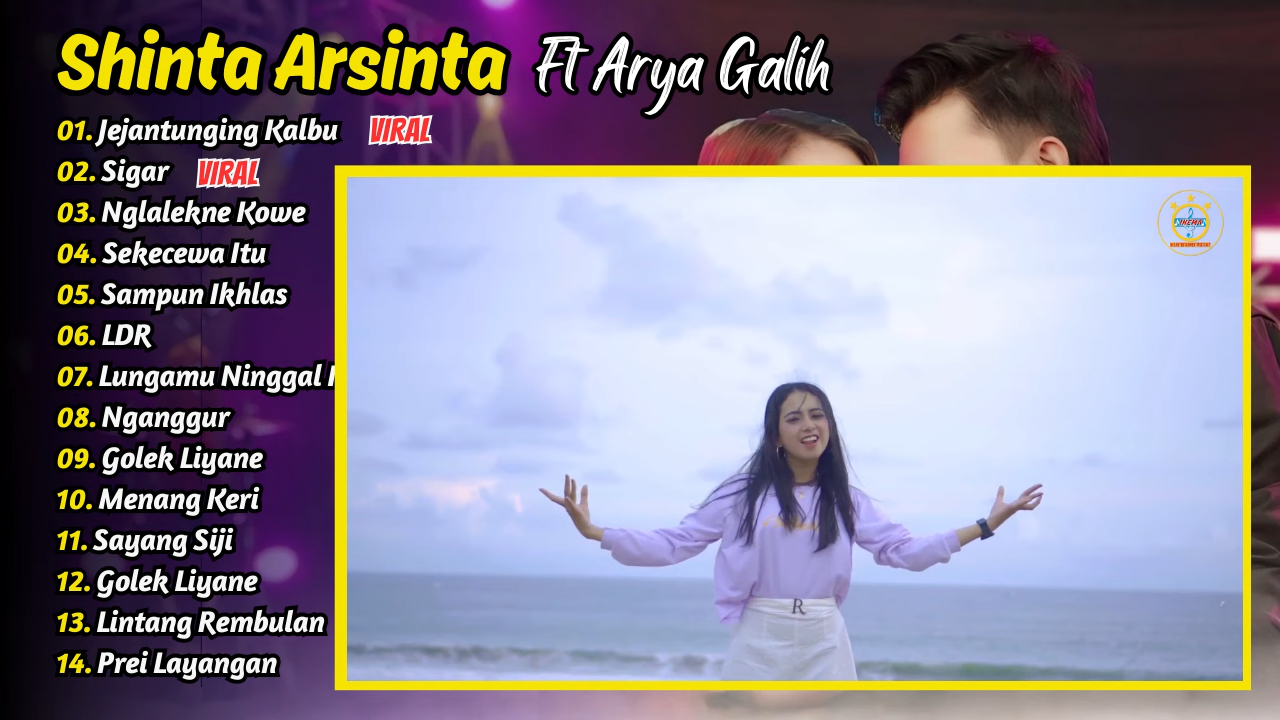 Shinta Arsinta Ft Arya Galih
01. Jejantunging Kalbu VIRAL
02. Sigar VIRAL
03. Nglalekne Kowe
04. Sekecewa Itu
05. Sampun Ikhlas
06. LDR
07. Lungamu Ninggal
08. Nganggur
09. Golek Liyane
10. Menang Keri
11. Sayang Siji
12. Golek Liyane
13. Lintang Rembulan
14. Prei Layangan
R